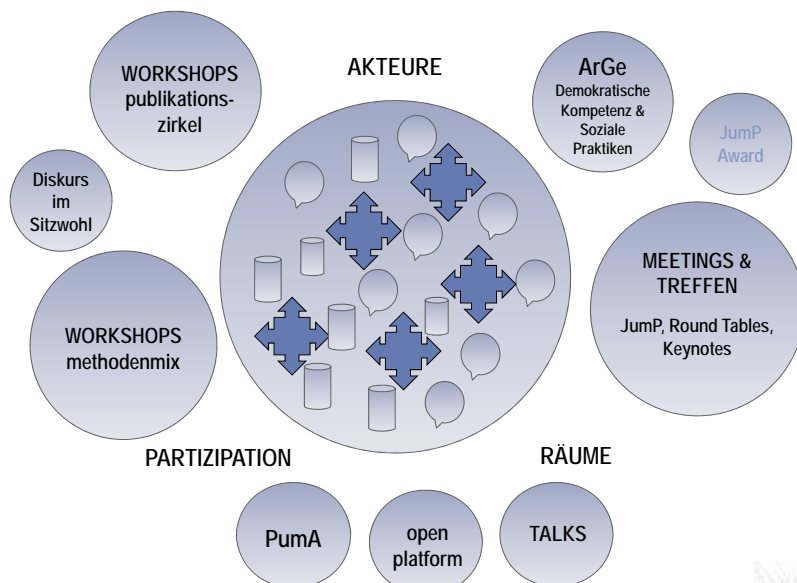 WORKSHOPS
publikations-
zirkel
AKTEURE
ArGe
Demokratische
Kompetenz &
Soziale
Praktiken
JumP
Award
Diskurs
im
Sitzwohl
WORKSHOPS
methodenmix
MEETINGS &
TREFFEN
JumP, Round Tables,
Keynotes
PARTIZIPATION
RÄUME
PumA
open
platform
TALKS